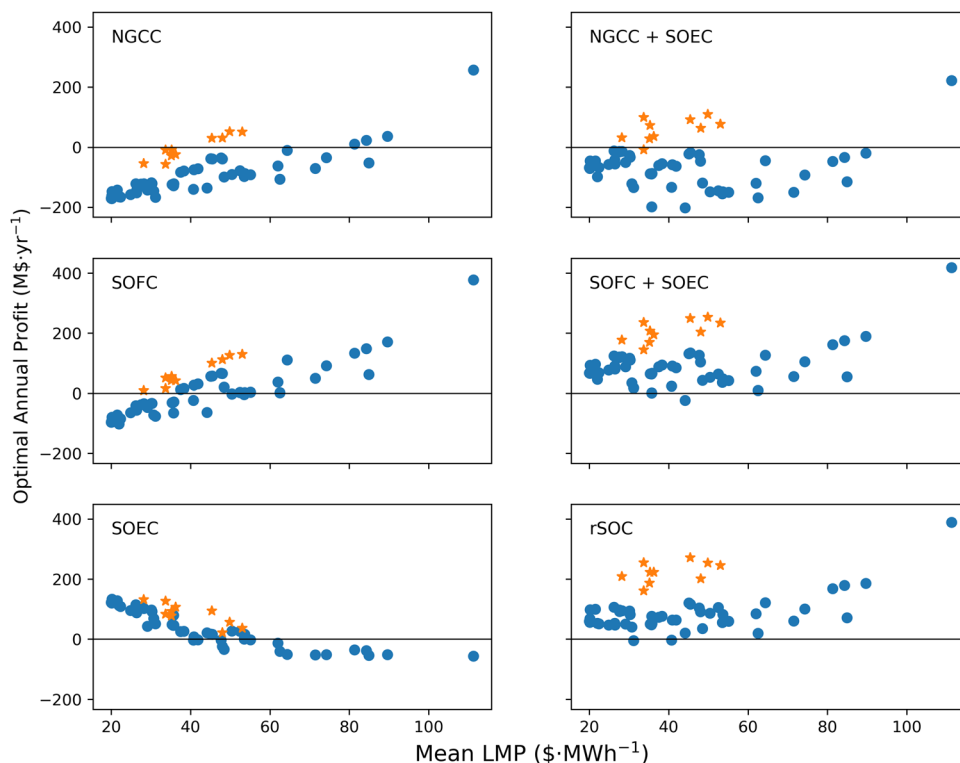 NGCC
NGCC + SOEC
400
200
0
−200
SOFC
SOFC + SOEC
400
200
0
−200
SOEC
rSOC
400
200
0
−200
20 40 60 80 100
20 40 60 80 100
Optimal Annual Profit (M$·yr⁻¹)
Mean LMP ($·MWh⁻¹)